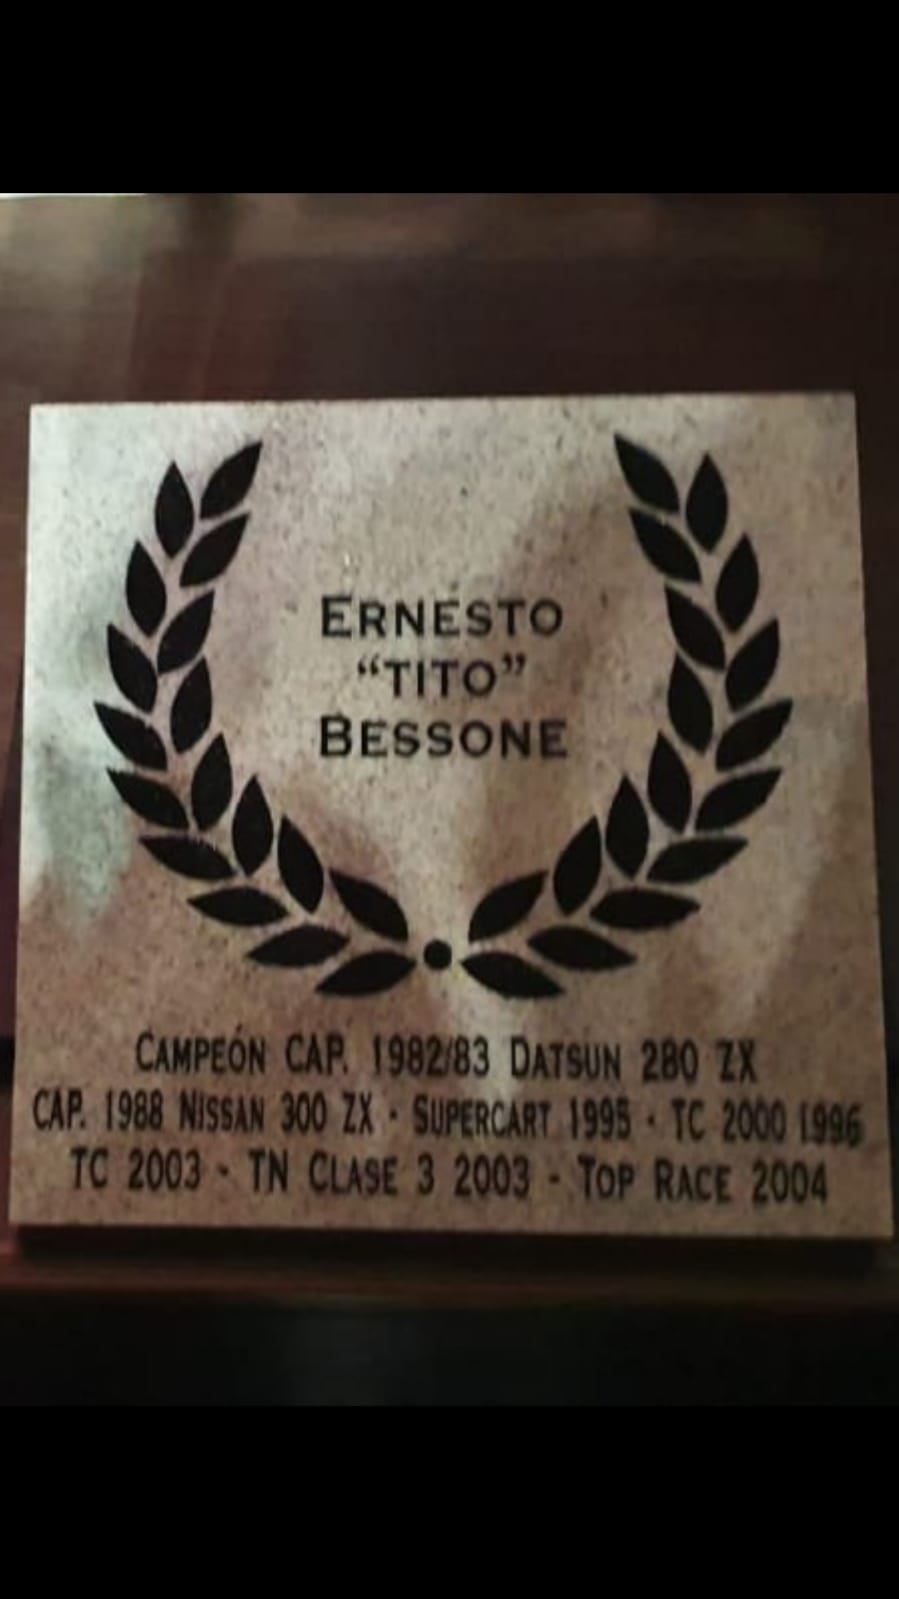 ERNESTO
“TITO”
BESSONE
CAMPEÓN CAP. 1982/83 DATSUN 280 ZX
CAP. 1988 NISSAN 300 ZX · SUPERCART 1995 · TC 2000 1996
TC 2003 - TN CLASE 3 2003 - TOP RACE 2004